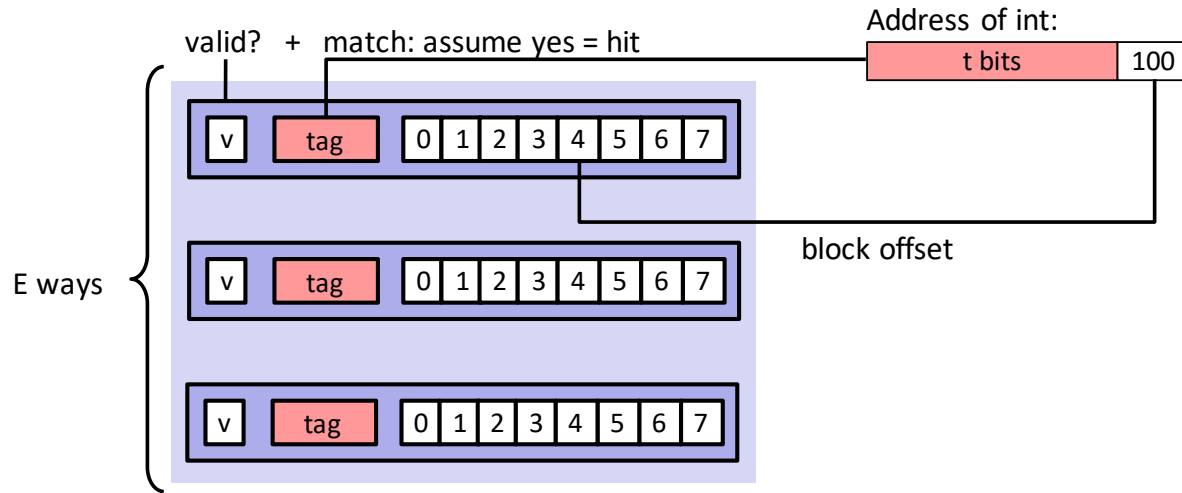 Address of int:
valid? + match: assume yes = hit
t bits 100
v tag 0 1 2 3 4 5 6 7
block offset
E ways
v tag 0 1 2 3 4 5 6 7
v tag 0 1 2 3 4 5 6 7